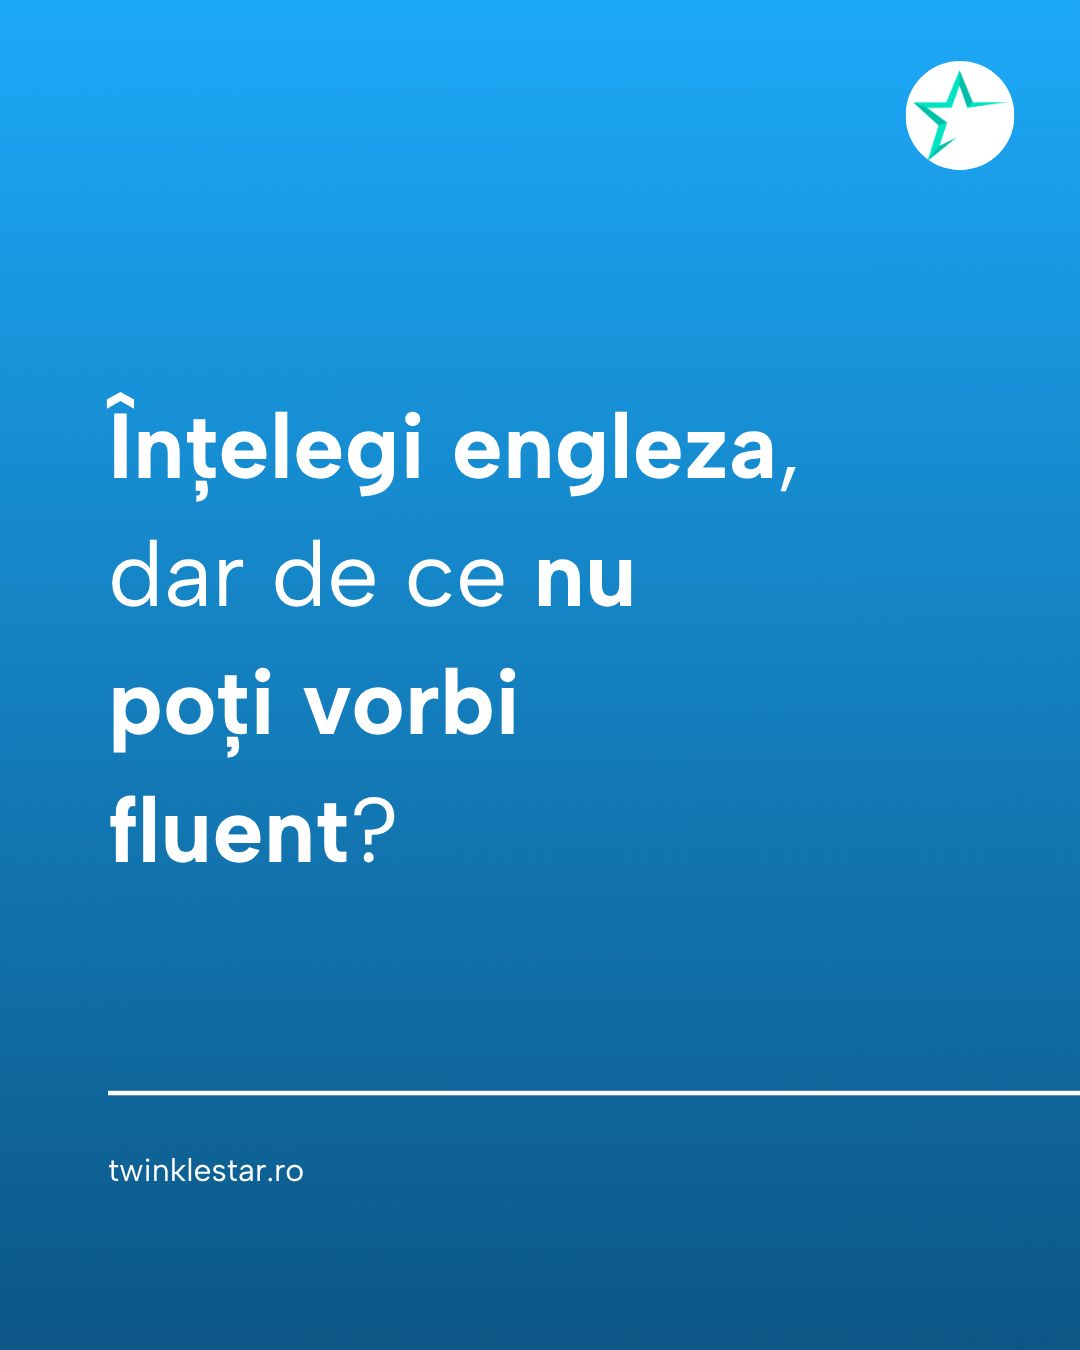 Înțelegi engleza,
dar de ce nu
poți vorbi
fluent?
twinklestar.ro